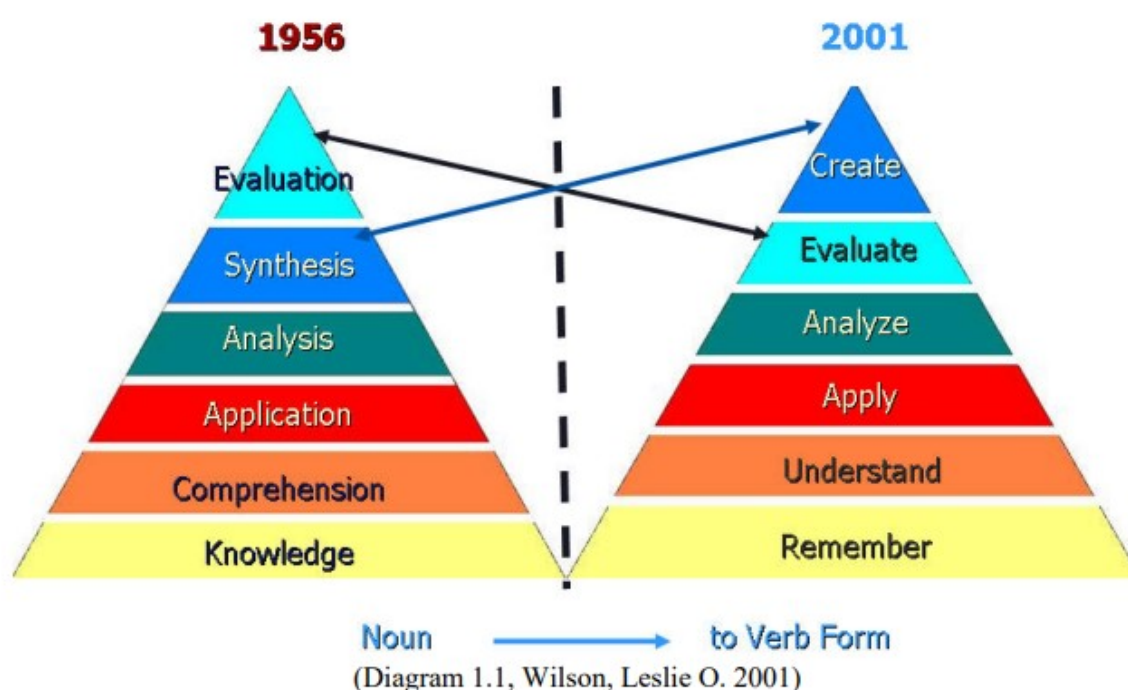 1956
Evaluation
Synthesis
Analysis
Application
Comprehension
Knowledge
2001
Create
Evaluate
Analyze
Apply
Understand
Remember
Noun to Verb Form
(Diagram 1.1, Wilson, Leslie O. 2001)